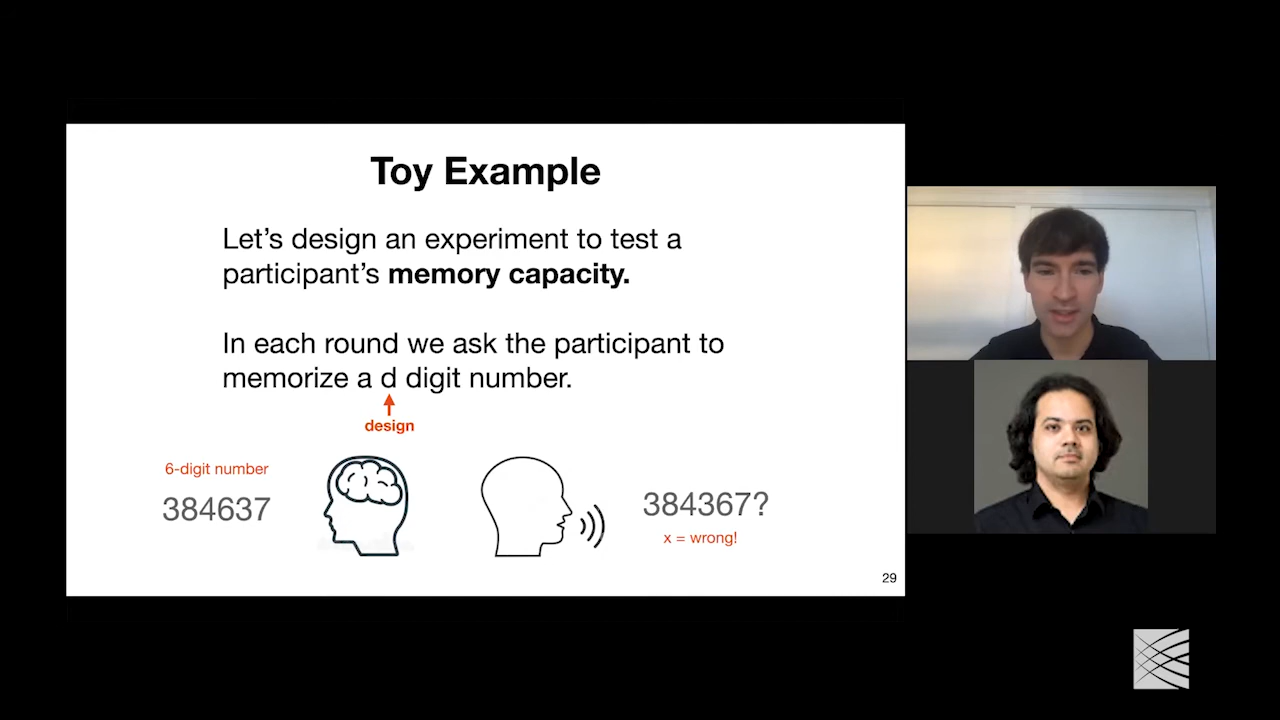 Toy Example
Let's design an experiment to test a
participant's memory capacity.
In each round we ask the participant to
memorize a d digit number.
design
6-digit number
384637
384367?
x = wrong!
29